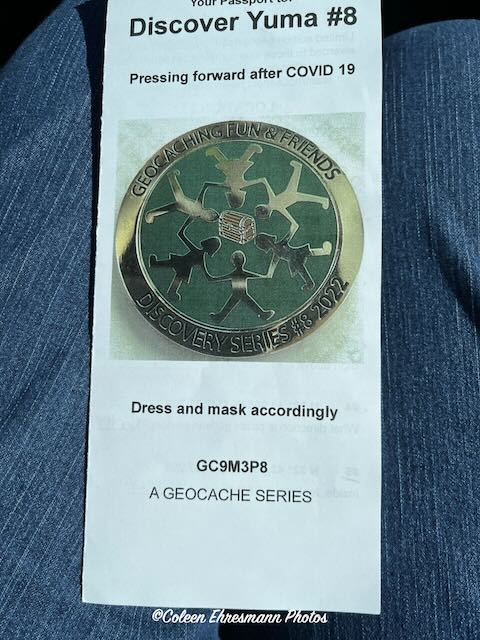 Your Passport to:
Discover Yuma #8
Pressing forward after COVID 19
GEOCACHING FUN & FRIENDS
DISCOVERY SERIES #8 2022
Dress and mask accordingly
GC9M3P8
A GEOCACHE SERIES
©Coleen Ehresmann Photos